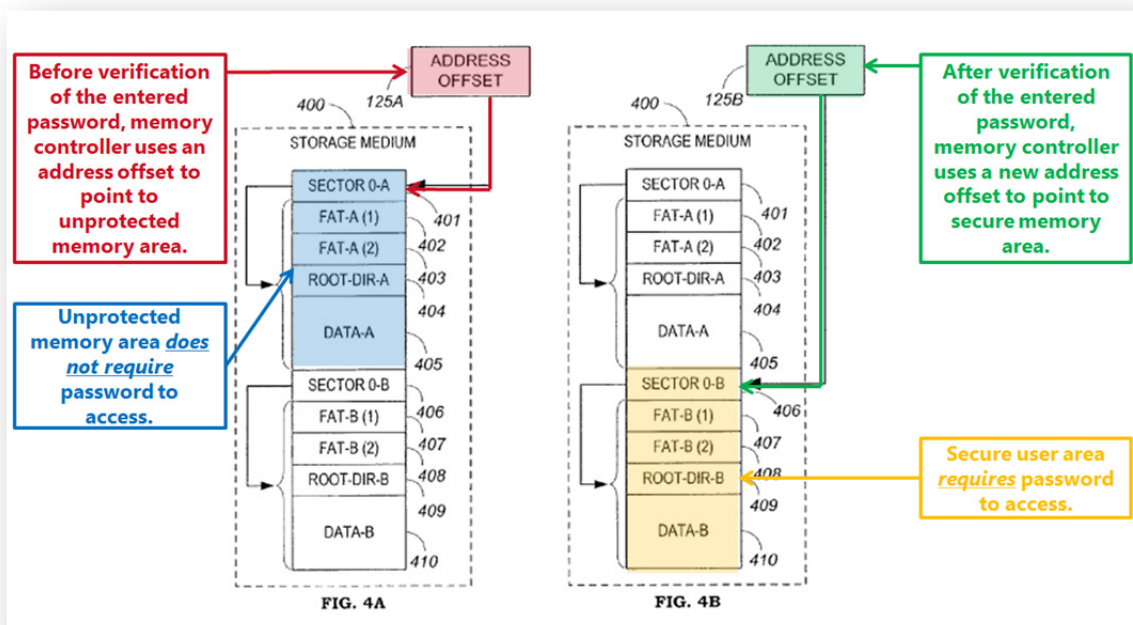 Before verification
of the entered
password, memory
controller uses an
address offset to
point to
unprotected
memory area.
Unprotected
memory area does
not require
password to
access.
ADDRESS
OFFSET
125A
400
STORAGE MEDIUM
SECTOR 0-A
401
FAT-A (1)
402
FAT-A (2)
403
ROOT-DIR-A
404
DATA-A
405
SECTOR 0-B
406
FAT-B (1)
407
FAT-B (2)
408
ROOT-DIR-B
409
DATA-B
410
FIG. 4A
ADDRESS
OFFSET
125B
400
STORAGE MEDIUM
SECTOR 0-A
401
FAT-A (1)
402
FAT-A (2)
403
ROOT-DIR-A
404
DATA-A
405
SECTOR 0-B
406
FAT-B (1)
407
FAT-B (2)
408
ROOT-DIR-B
409
DATA-B
410
FIG. 4B
After verification
of the entered
password,
memory controller
uses a new address
offset to point to
secure memory
area.
Secure user area
requires password
to access.